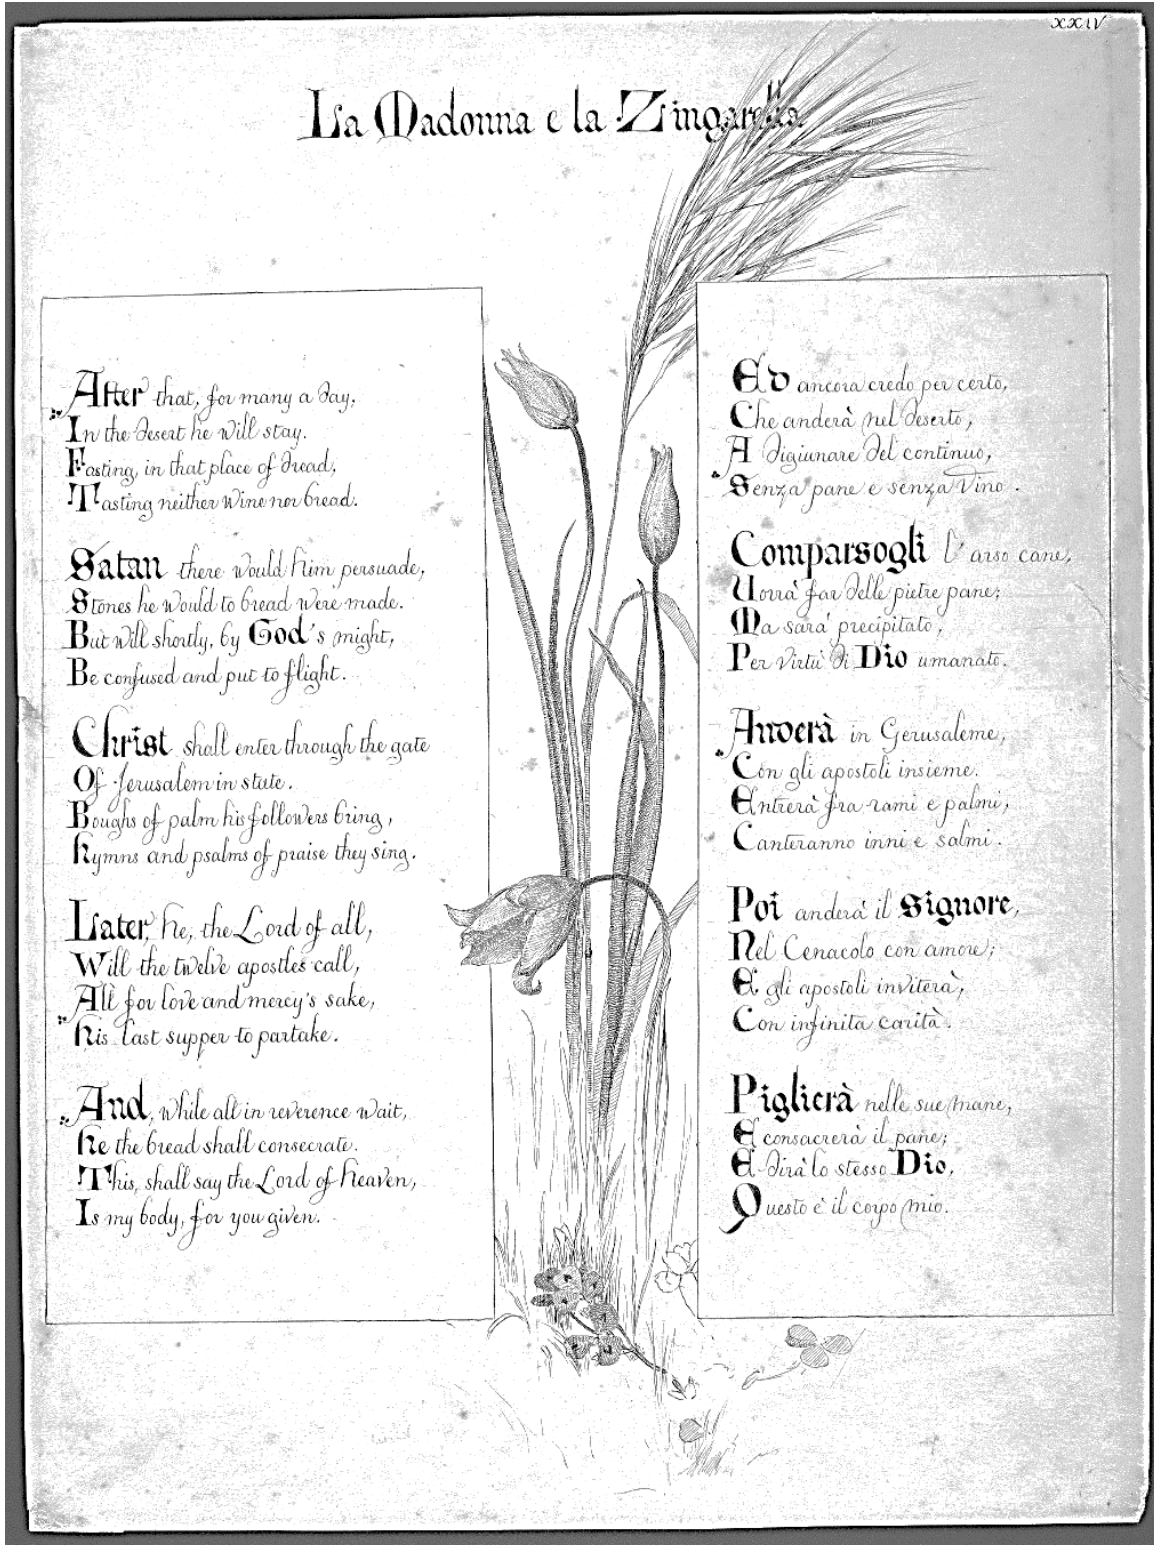 XXIV
La Madonna e la Zingarella.
After that, for many a day,
In the desert he will stay.
Fasting, in that place of dread,
Tasting neither wine nor bread.
Satan there would him persuade,
Stones he would to bread were made.
But will shortly, by God's might,
Be confused and put to flight.
Christ shall enter through the gate
Of Jerusalem in state.
Boughs of palm his followers bring,
Hymns and psalms of praise they sing.
Later, he, the Lord of all,
Will the twelve apostles call,
All for love and mercy's sake,
His last supper to partake.
And, while all in reverence wait,
He the bread shall consecrate.
This, shall say the Lord of heaven,
Is my body, for you given.
Ed ancora credo per certo,
Che anderà nel deserto,
A digiunare del continuo,
Senza pane e senza vino.
Comparsogli l'arso cane,
Vorrà far delle pietre pane;
Ma sarà precipitato,
Per virtù di Dio umanato.
Anderà in Gerusaleme,
Con gli apostoli insieme.
Entrerà fra rami e palmi,
Canteranno inni e salmi.
Poi anderà il Signore,
Nel Cenacolo con amore;
E gli apostoli inviterà,
Con infinita carità.
Piglierà nelle sue mane,
E consacrerà il pane;
E dirà lo stesso Dio,
Questo è il corpo mio.